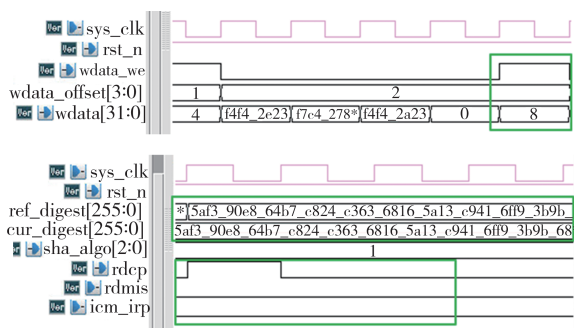 sys_clk
rst_n
wdata_we
wdata_offset[3:0] 1 2
wdata[31:0] 4 f4f4_2e23 f7c4_278* f4f4_2a23 0 8
sys_clk
rst_n
ref_digest[255:0] * 5af3_90e8_64b7_c824_c363_6816_5a13_c941_6ff9_3b9b_
cur_digest[255:0] 5af3_90e8_64b7_c824_c363_6816_5a13_c941_6ff9_3b9b_68
sha_algo[2:0] 1
rdcp
rdmis
icm_irp